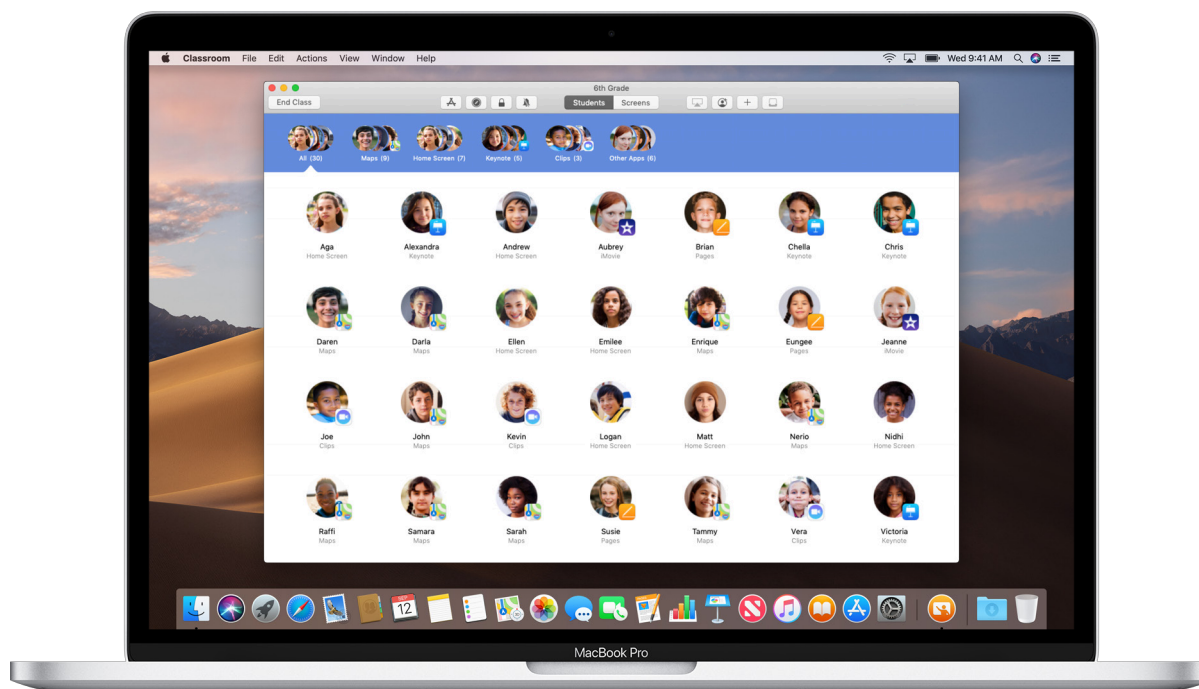 Classroom File Edit Actions View Window Help Wed 9:41 AM
6th Grade
End Class Students Screens
All (30) Maps (9) Home Screen (7) Keynote (5) Clips (3) Other Apps (6)
Aga Alexandra Andrew Aubrey Brian Chella Chris
Home Screen Keynote Home Screen iMovie Pages Keynote Keynote
Daren Darla Ellen Emilee Enrique Eungee Jeanne
Maps Maps Home Screen Home Screen Maps Pages iMovie
Joe John Kevin Logan Matt Nerio Nidhi
Clips Maps Clips Home Screen Home Screen Maps Home Screen
Raffi Samara Sarah Susie Tammy Vera Victoria
Maps Maps Maps Pages Maps Clips Keynote
12
MacBook Pro